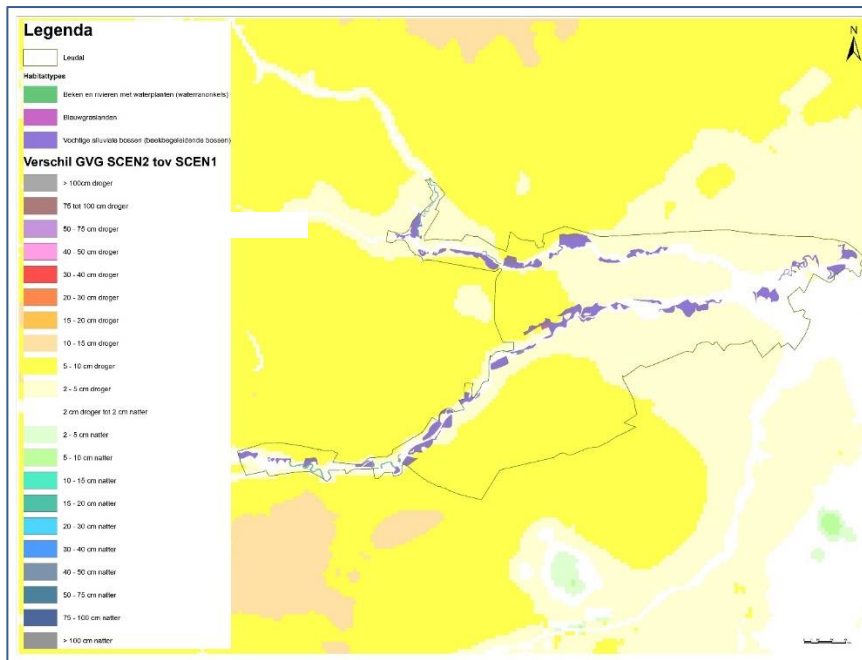 Legenda
Leudal
Habitattypes
Beken en rivieren met waterplanten (waterranonkels)
Blauwgraslanden
Vochtige alluviale bossen (beekbegeleidende bossen)
Verschil GVG SCEN2 tov SCEN1
> 100cm droger
75 tot 100 cm droger
50 - 75 cm droger
40 - 50 cm droger
30 - 40 cm droger
20 - 30 cm droger
15 - 20 cm droger
10 - 15 cm droger
5 - 10 cm droger
2 - 5 cm droger
2 cm droger tot 2 cm natter
2 - 5 cm natter
5 - 10 cm natter
10 - 15 cm natter
15 - 20 cm natter
20 - 30 cm natter
30 - 40 cm natter
40 - 50 cm natter
50 - 75 cm natter
75 - 100 cm natter
> 100 cm natter
N